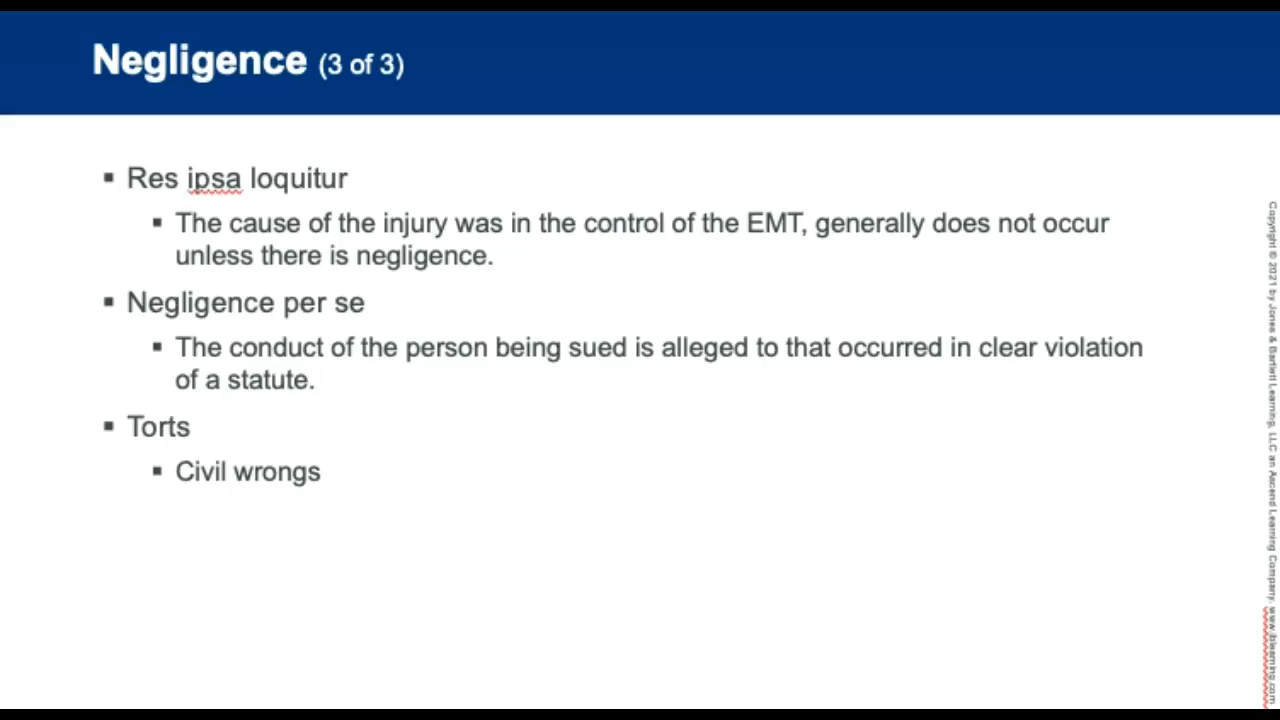 Negligence (3 of 3)
▪ Res ipsa loquitur
▪ The cause of the injury was in the control of the EMT, generally does not occur
unless there is negligence.
▪ Negligence per se
▪ The conduct of the person being sued is alleged to that occurred in clear violation
of a statute.
▪ Torts
▪ Civil wrongs
Copyright © 2021 by Jones & Bartlett Learning, LLC an Ascend Learning Company. www.jblearning.com